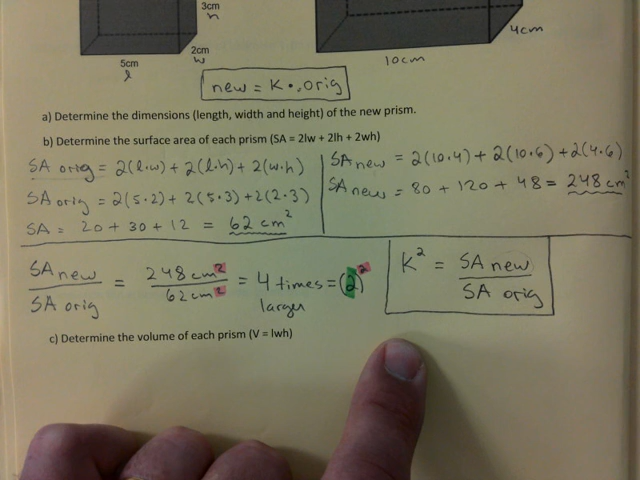 3cm
h
5cm
l
2cm
w
10cm
4cm
new = K • orig
a) Determine the dimensions (length, width and height) of the new prism.
b) Determine the surface area of each prism (SA = 2lw + 2lh + 2wh)
SA orig = 2(l·w) + 2(l·h) + 2(w·h)
SA orig = 2(5·2) + 2(5·3) + 2(2·3)
SA = 20 + 30 + 12 = 62 cm²
SA new = 2(10·4) + 2(10·6) + 2(4·6)
SA new = 80 + 120 + 48 = 248 cm²
SA new / SA orig = 248 cm² / 62 cm² = 4 times larger = (2)²
K² = SA new / SA orig
c) Determine the volume of each prism (V = lwh)